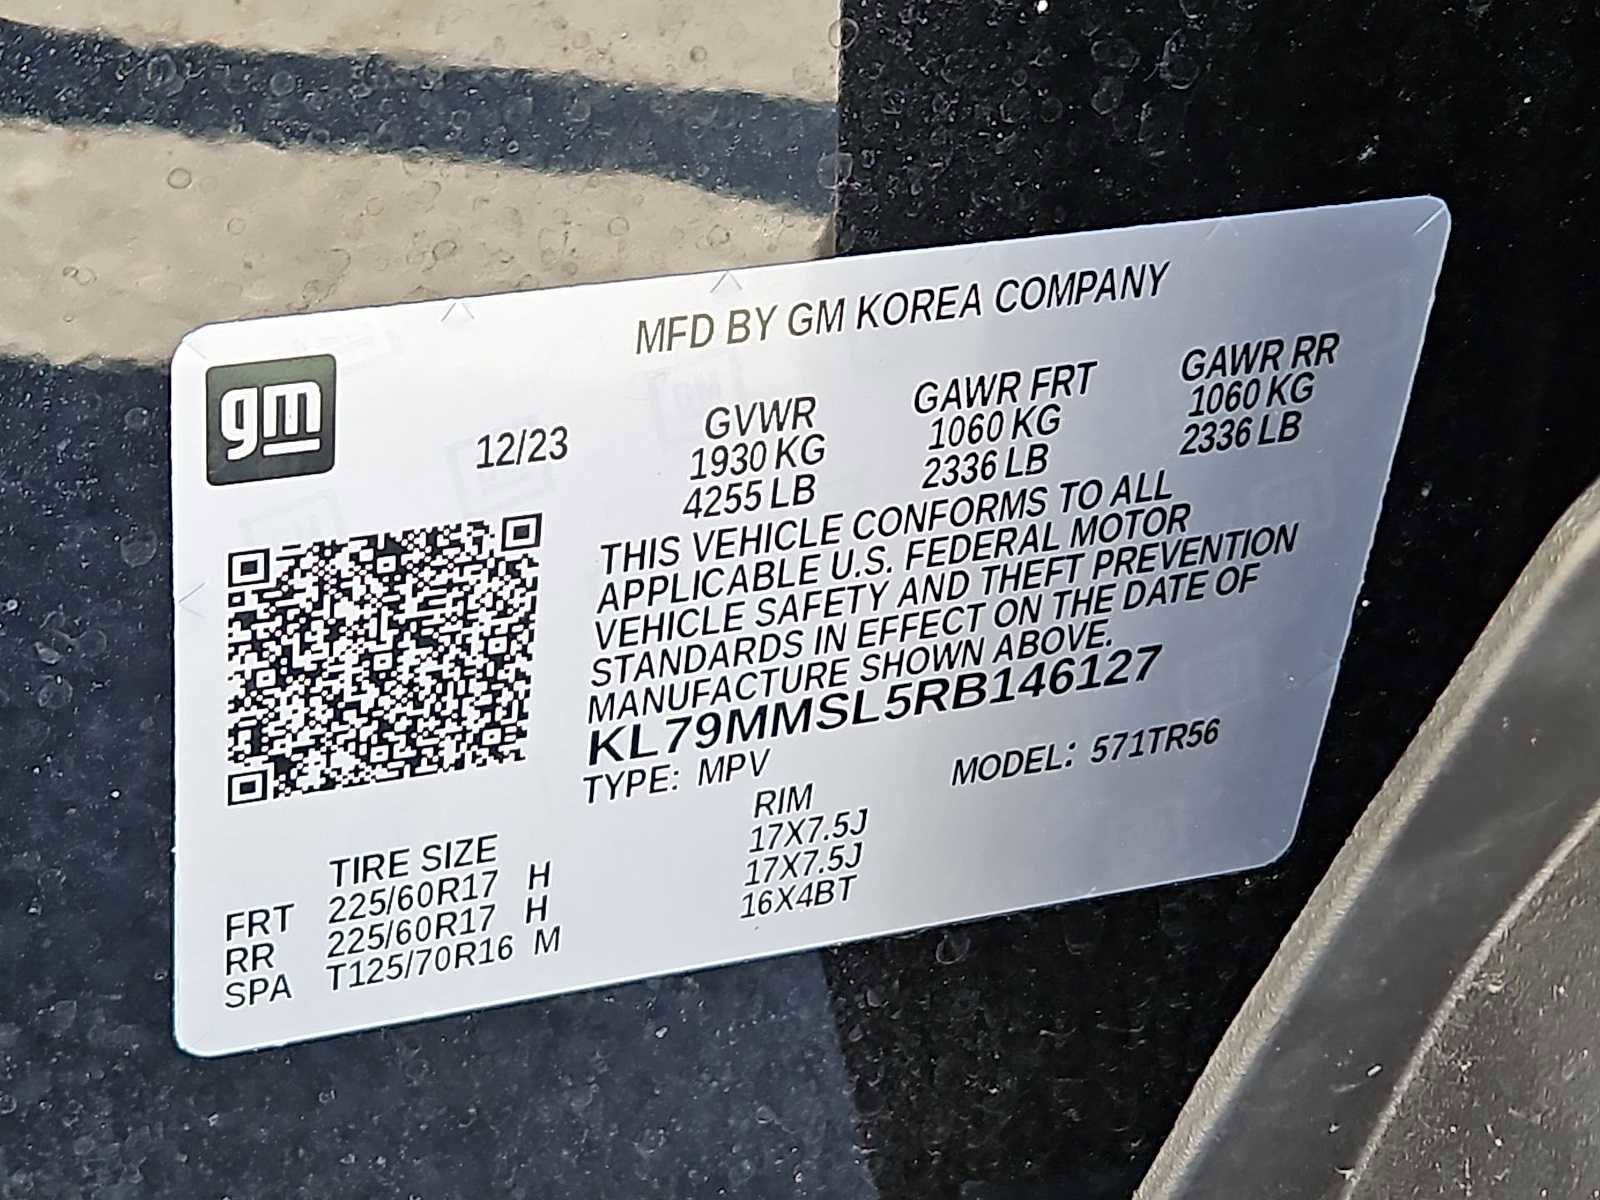 MFD BY GM KOREA COMPANY
gm
12/23
GVWR
1930 KG
4255 LB
GAWR FRT
1060 KG
2336 LB
GAWR RR
1060 KG
2336 LB
THIS VEHICLE CONFORMS TO ALL
APPLICABLE U.S. FEDERAL MOTOR
VEHICLE SAFETY AND THEFT PREVENTION
STANDARDS IN EFFECT ON THE DATE OF
MANUFACTURE SHOWN ABOVE.
KL79MMSL5RB146127
TYPE: MPV MODEL: 571TR56
TIRE SIZE RIM
FRT 225/60R17 H 17X7.5J
RR 225/60R17 H 17X7.5J
SPA T125/70R16 M 16X4BT